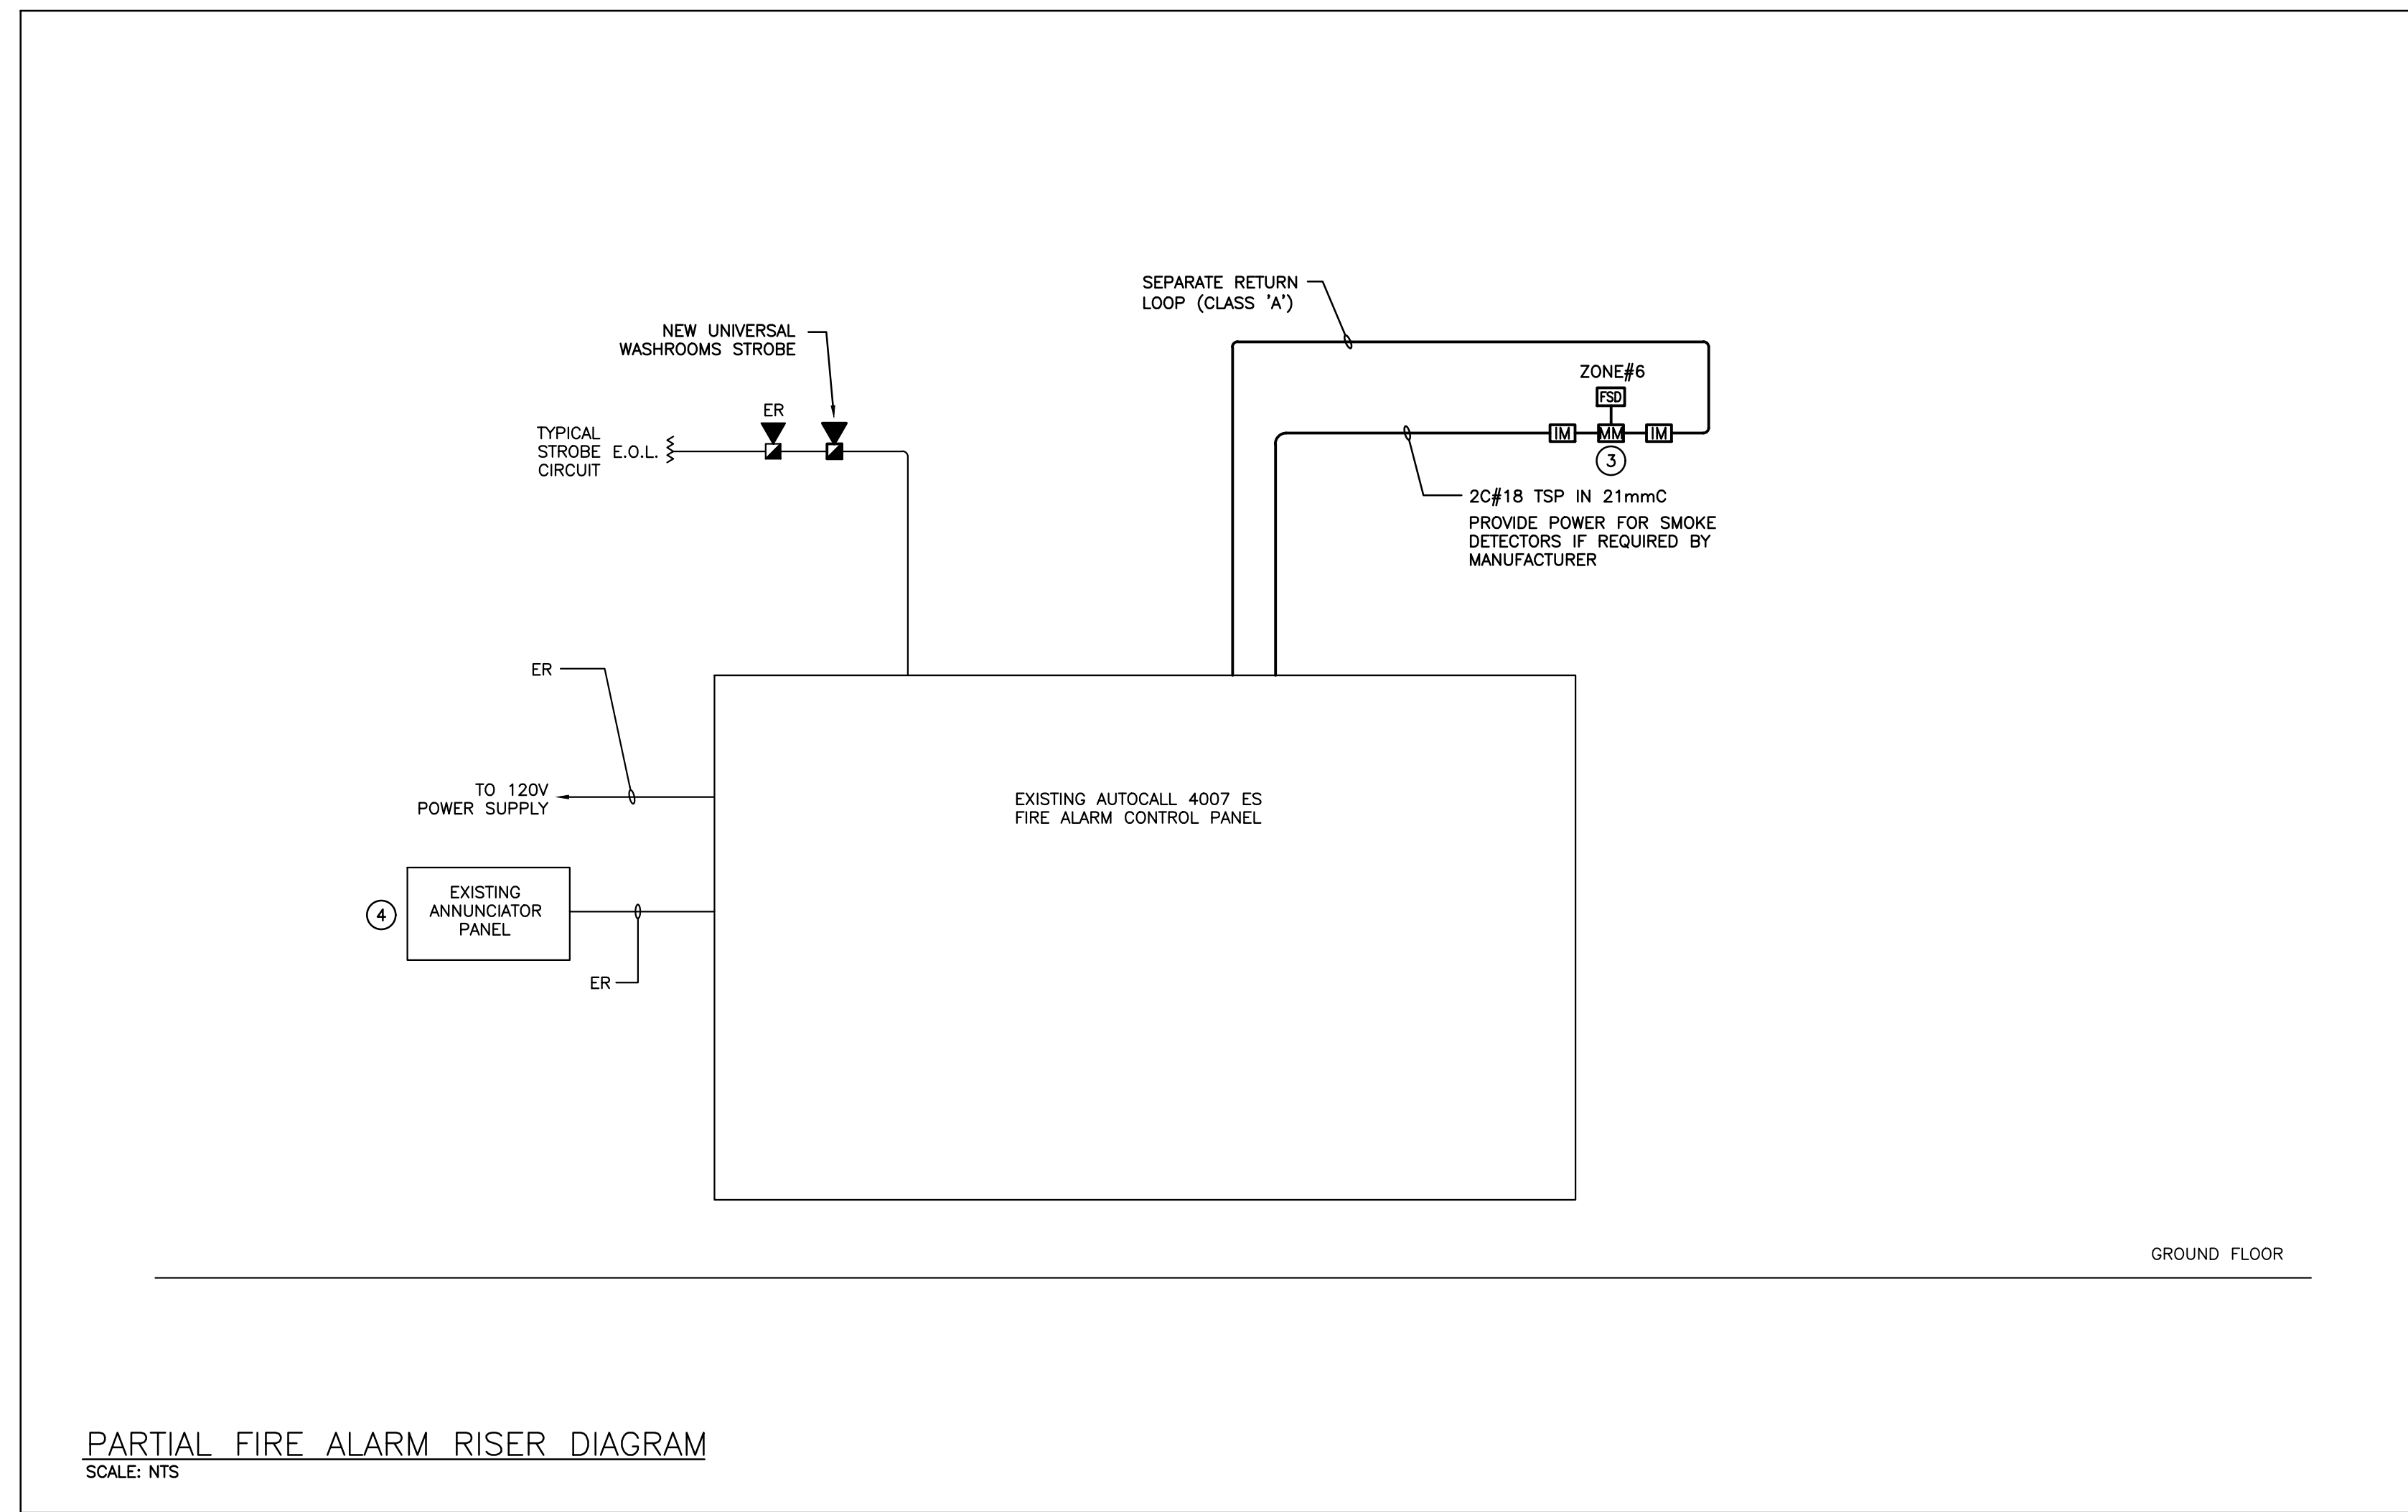 SEPARATE RETURN
LOOP (CLASS 'A')
NEW UNIVERSAL
WASHROOMS STROBE
ZONE#6
FSD
ER
TYPICAL
STROBE E.O.L.
CIRCUIT
IM
MM
IM
3
2C#18 TSP IN 21mmC
PROVIDE POWER FOR SMOKE
DETECTORS IF REQUIRED BY
MANUFACTURER
ER
TO 120V
POWER SUPPLY
EXISTING AUTOCALL 4007 ES
FIRE ALARM CONTROL PANEL
4
EXISTING
ANNUNCIATOR
PANEL
ER
GROUND FLOOR
PARTIAL FIRE ALARM RISER DIAGRAM
SCALE: NTS